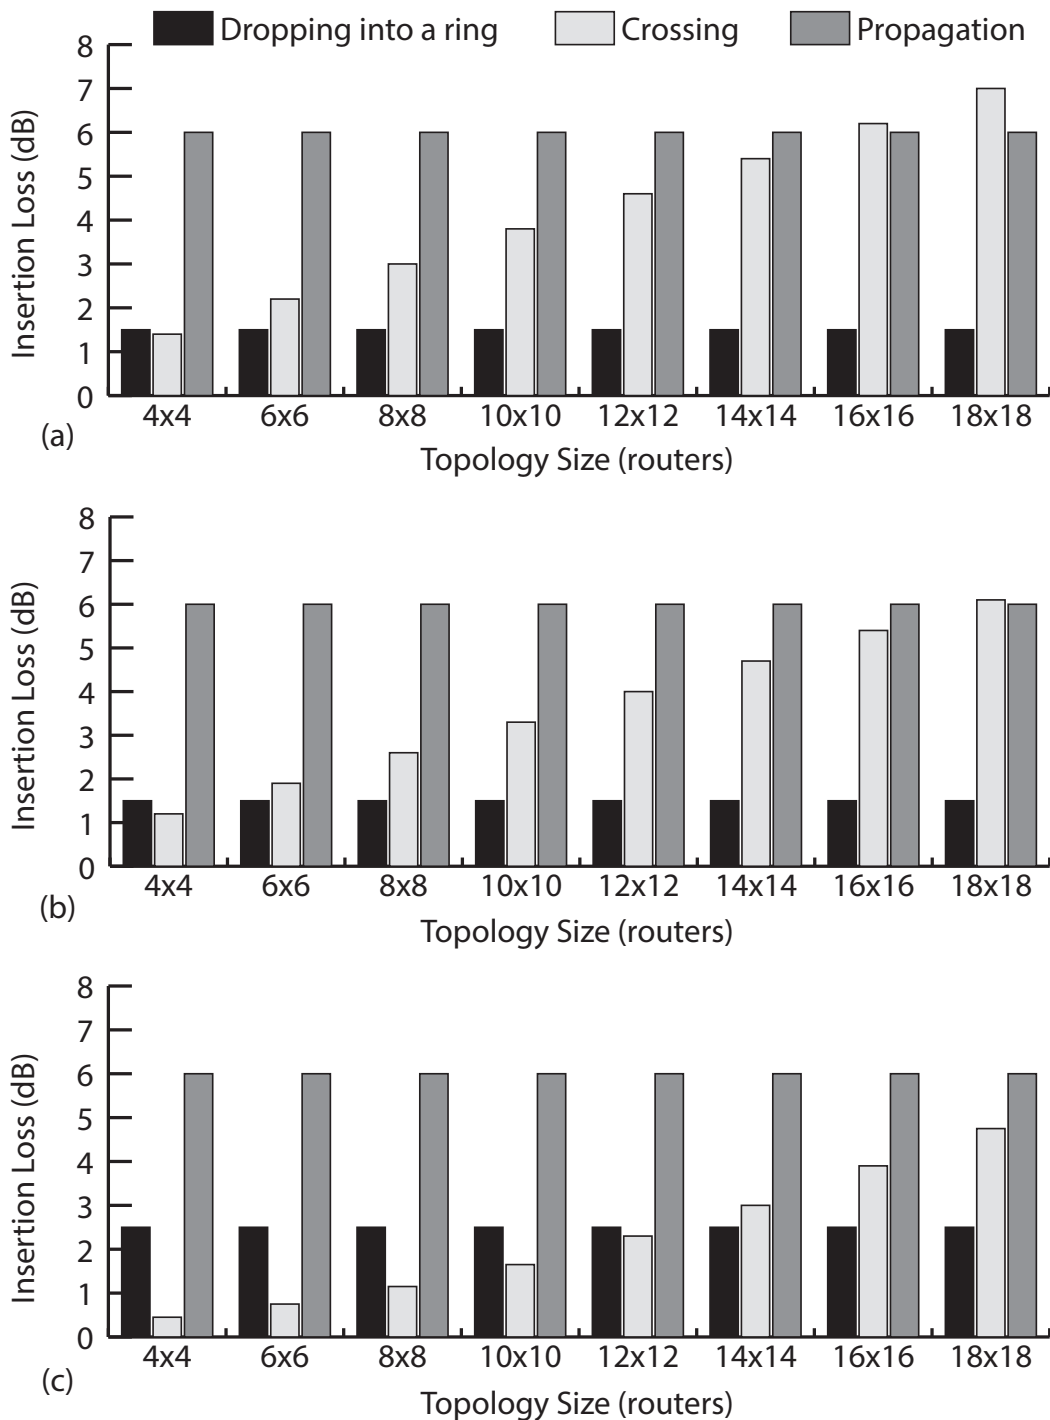 Dropping into a ring Crossing Propagation
8
7
6
5
4
3
2
1
0
Insertion Loss (dB)
4x4 6x6 8x8 10x10 12x12 14x14 16x16 18x18
(a)
Topology Size (routers)
8
7
6
5
4
3
2
1
0
Insertion Loss (dB)
4x4 6x6 8x8 10x10 12x12 14x14 16x16 18x18
(b)
Topology Size (routers)
8
7
6
5
4
3
2
1
0
Insertion Loss (dB)
4x4 6x6 8x8 10x10 12x12 14x14 16x16 18x18
(c)
Topology Size (routers)